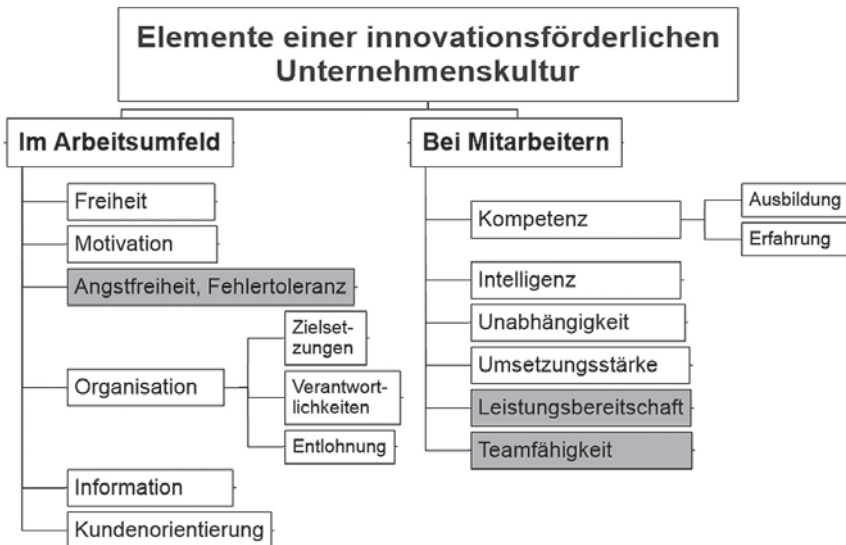 Elemente einer innovationsförderlichen
Unternehmenskultur
Im Arbeitsumfeld
Freiheit
Motivation
Angstfreiheit, Fehlertoleranz
Organisation
Zielset-
zungen
Verantwort-
lichkeiten
Entlohnung
Information
Kundenorientierung
Bei Mitarbeitern
Kompetenz
Ausbildung
Erfahrung
Intelligenz
Unabhängigkeit
Umsetzungsstärke
Leistungsbereitschaft
Teamfähigkeit